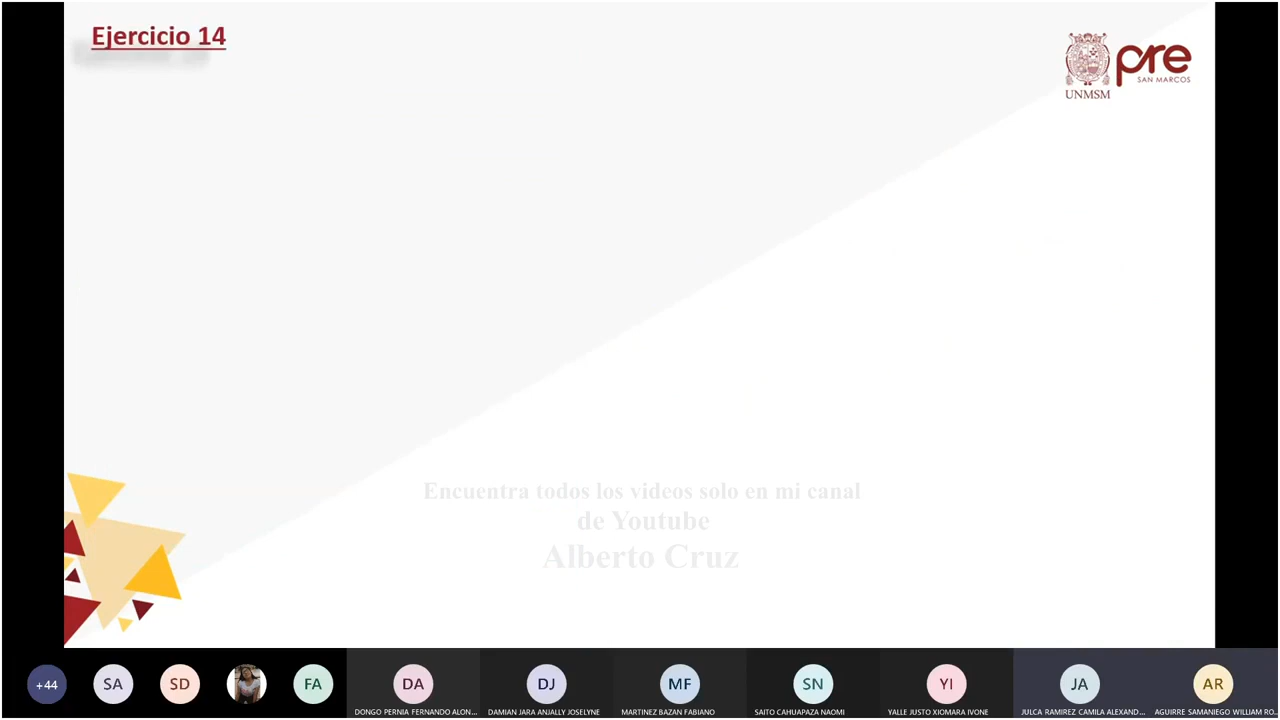 Ejercicio 14
pre
SAN MARCOS
UNMSM
Encuentra todos los videos solo en mi canal
de Youtube
Alberto Cruz
+44
SA
SD
FA
DA
DJ
MF
SN
YI
JA
AR
DONGO PERNIA FERNANDO ALON...
DAMIAN JARA ANJALLY JOSELYNE
MARTINEZ BAZAN FABIANO
SAITO CAHUAPAZA NAOMI
YALLE JUSTO XIOMARA IVONE
JULCA RAMIREZ CAMILA ALEXAND...
AGUIRRE SAMANIEGO WILLIAM RO...